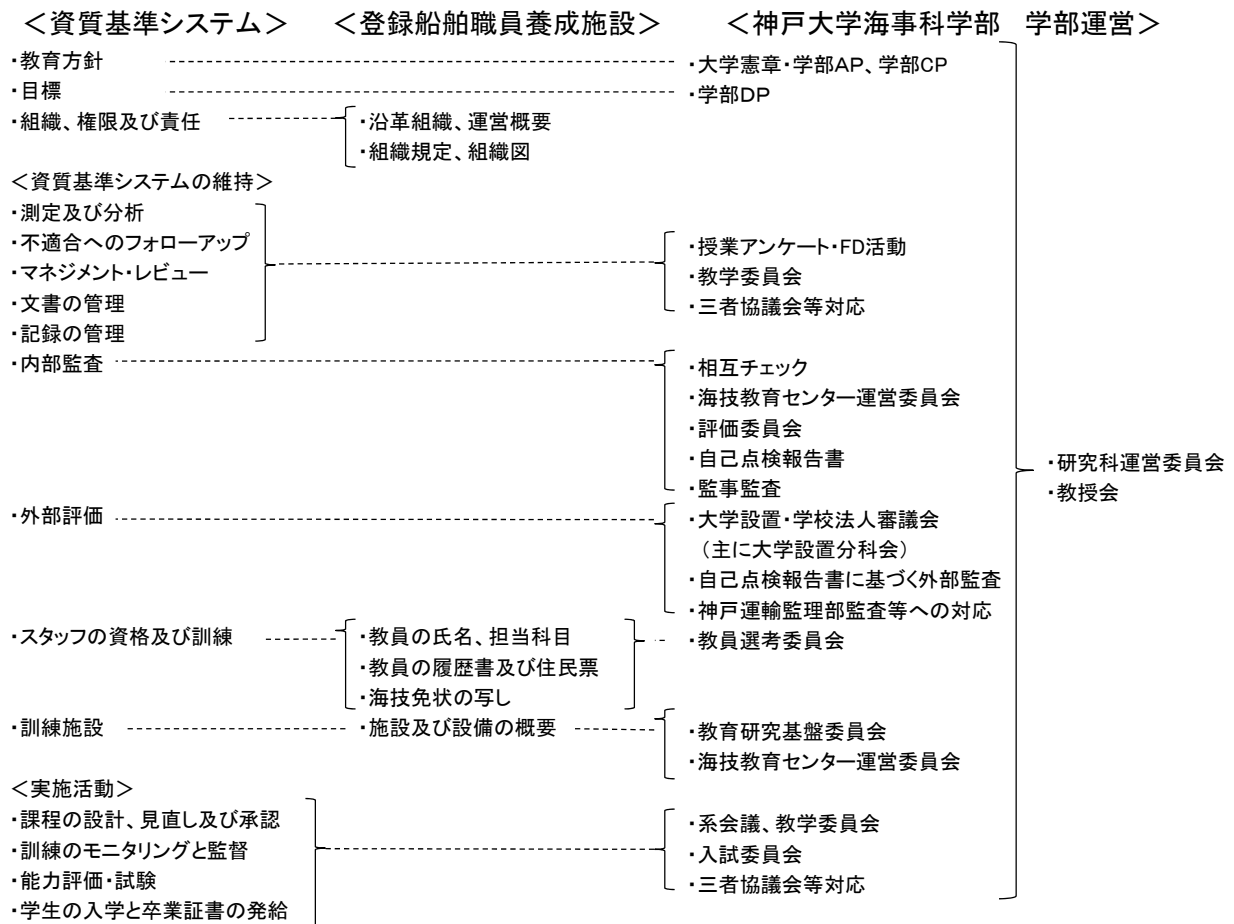 ＜資質基準システム＞　＜登録船舶職員養成施設＞　＜神戸大学海事科学部　学部運営＞
・教育方針　・大学憲章・学部AP、学部CP
・目標　・学部DP
・組織、権限及び責任　・沿革組織、運営概要
・組織規定、組織図
＜資質基準システムの維持＞
・測定及び分析
・不適合へのフォローアップ　・授業アンケート・FD活動
・マネジメント・レビュー　・教学委員会
・文書の管理　・三者協議会等対応
・記録の管理
・内部監査　・相互チェック
・海技教育センター運営委員会
・評価委員会
・自己点検報告書　・研究科運営委員会
・監事監査　・教授会
・外部評価　・大学設置・学校法人審議会
（主に大学設置分科会）
・自己点検報告書に基づく外部監査
・神戸運輸監理部監査等への対応
・スタッフの資格及び訓練　・教員の氏名、担当科目　・教員選考委員会
・教員の履歴書及び住民票
・海技免状の写し
・訓練施設　・施設及び設備の概要　・教育研究基盤委員会
・海技教育センター運営委員会
＜実施活動＞
・課程の設計、見直し及び承認　・系会議、教学委員会
・訓練のモニタリングと監督　・入試委員会
・能力評価・試験　・三者協議会等対応
・学生の入学と卒業証書の発給